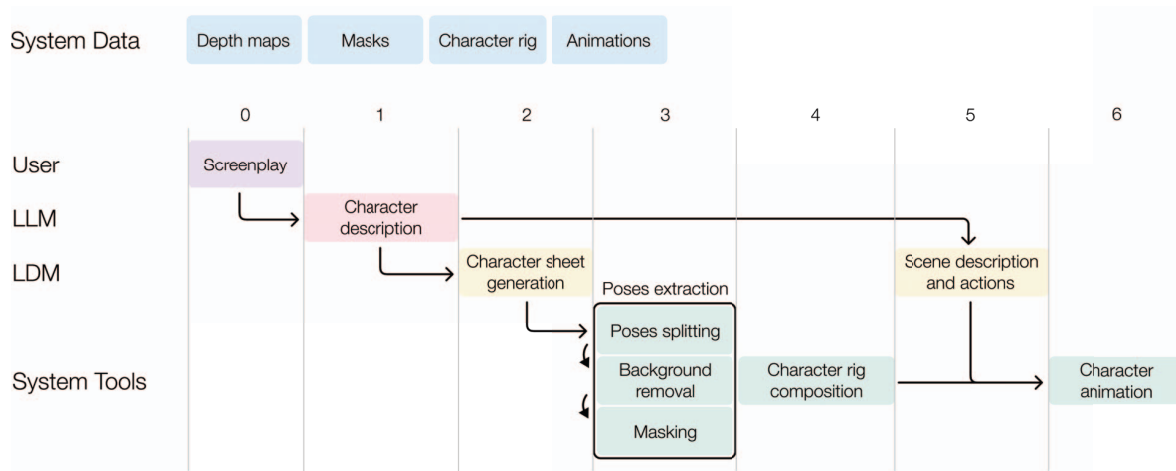 System Data
Depth maps
Masks
Character rig
Animations
0
1
2
3
4
5
6
User
Screenplay
LLM
Character
description
LDM
Character sheet
generation
Scene description
and actions
Poses extraction
Poses splitting
System Tools
Background
removal
Character rig
composition
Character
animation
Masking